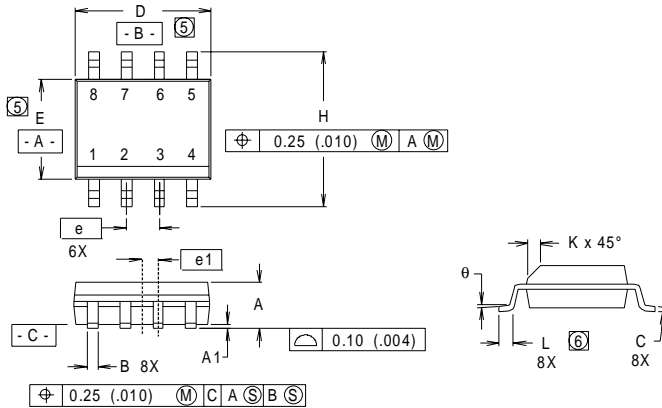 D
- B -
⑤
8 7 6 5
⑤
E
H
- A -
⌖ 0.25 (.010) Ⓜ A Ⓜ
1 2 3 4
e
6X
e1
K x 45°
θ
A
- C -
⌓ 0.10 (.004)
A1
B 8X
L ⑥
8X
C
8X
⌖ 0.25 (.010) Ⓜ C A Ⓢ B Ⓢ